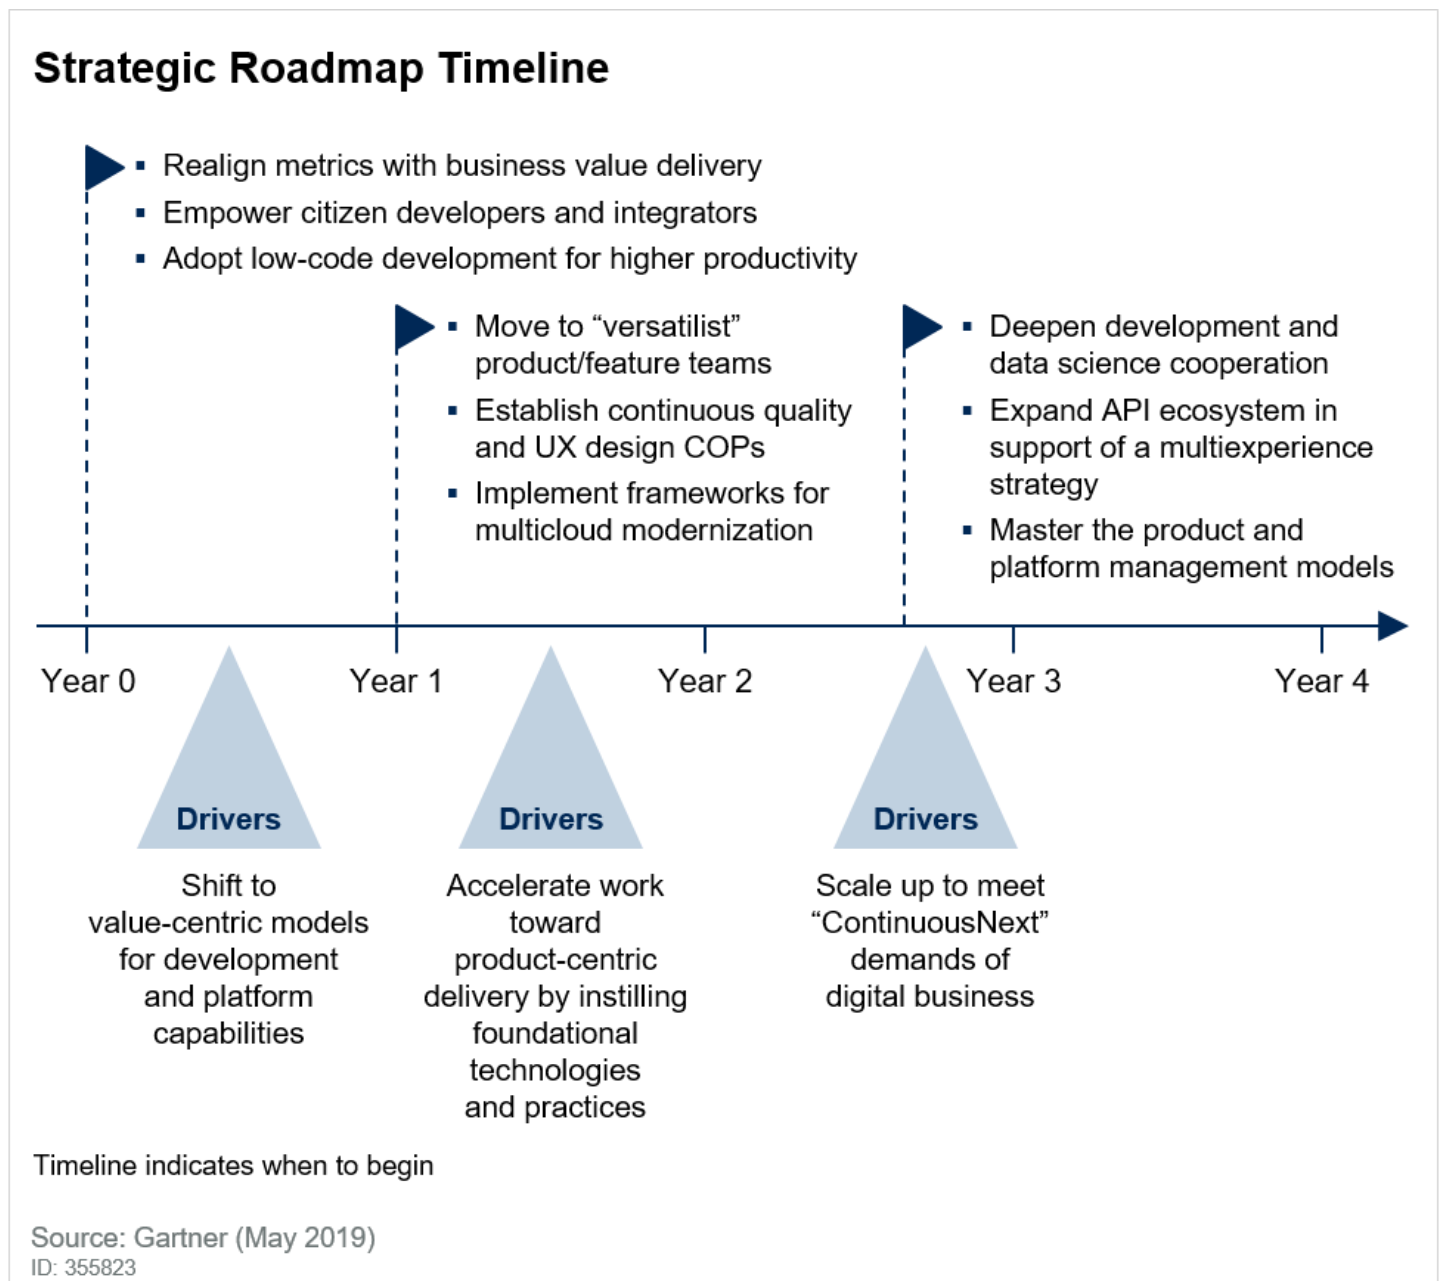 Strategic Roadmap Timeline
▪ Realign metrics with business value delivery
▪ Empower citizen developers and integrators
▪ Adopt low-code development for higher productivity
▪ Move to “versatilist”
product/feature teams
▪ Establish continuous quality
and UX design COPs
▪ Implement frameworks for
multicloud modernization
▪ Deepen development and
data science cooperation
▪ Expand API ecosystem in
support of a multiexperience
strategy
▪ Master the product and
platform management models
Year 0
Year 1
Year 2
Year 3
Year 4
Drivers
Shift to
value-centric models
for development
and platform
capabilities
Drivers
Accelerate work
toward
product-centric
delivery by instilling
foundational
technologies
and practices
Drivers
Scale up to meet
“ContinuousNext”
demands of
digital business
Timeline indicates when to begin
Source: Gartner (May 2019)
ID: 355823